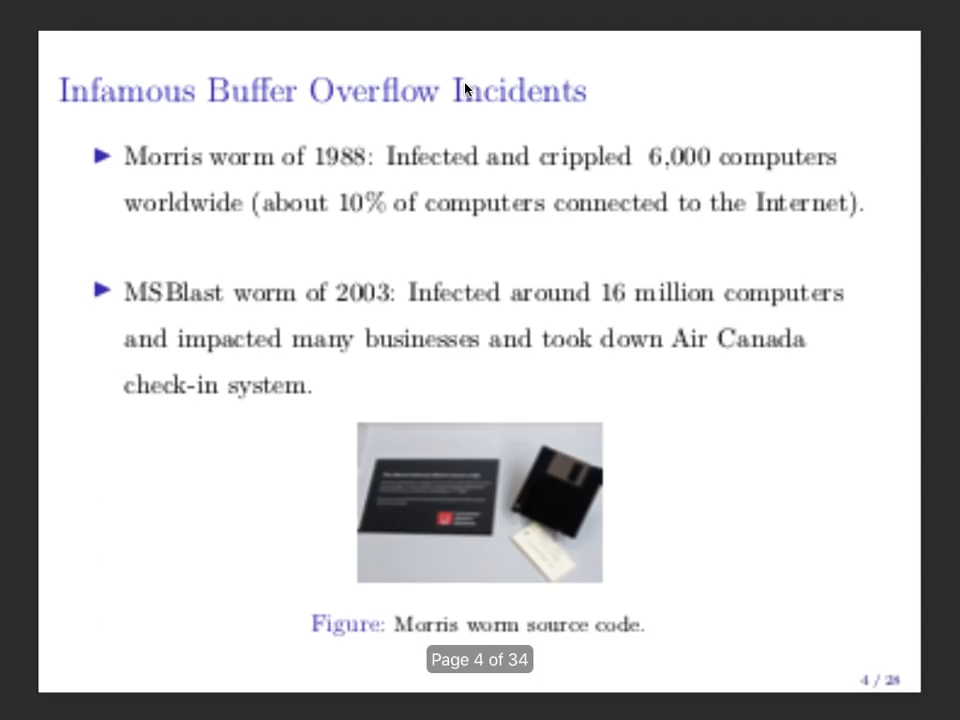 Infamous Buffer Overflow Incidents
Morris worm of 1988: Infected and crippled 6,000 computers
worldwide (about 10% of computers connected to the Internet).
MSBlast worm of 2003: Infected around 16 million computers
and impacted many businesses and took down Air Canada
check-in system.
Figure: Morris worm source code.
Page 4 of 34
4 / 28